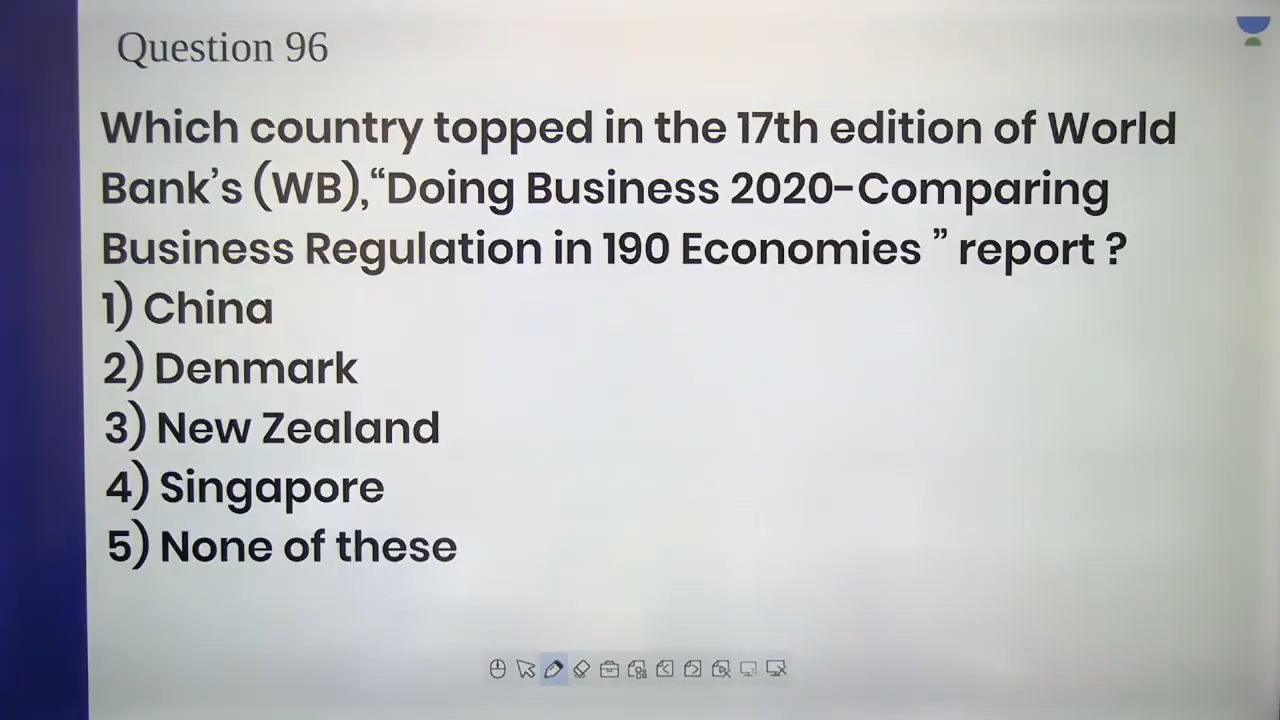 Question 96
Which country topped in the 17th edition of World
Bank's (WB),“Doing Business 2020-Comparing
Business Regulation in 190 Economies ” report ?
1) China
2) Denmark
3) New Zealand
4) Singapore
5) None of these